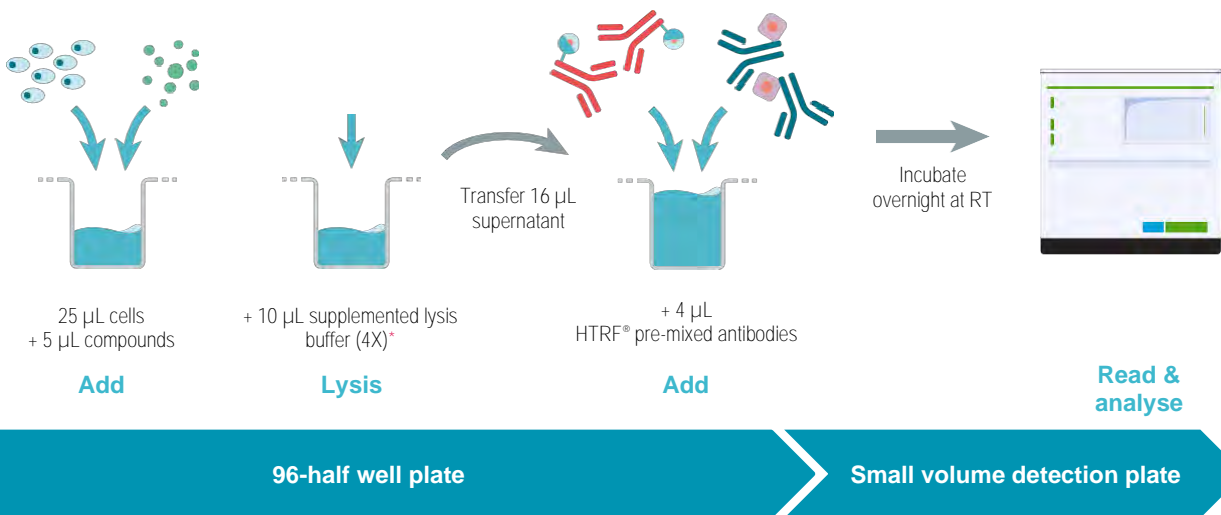 Transfer 16 µL
supernatant
Incubate
overnight at RT
25 µL cells
+ 5 µL compounds
+ 10 µL supplemented lysis
buffer (4X)*
+ 4 µL
HTRF® pre-mixed antibodies
Add
Lysis
Add
Read &
analyse
96-half well plate
Small volume detection plate